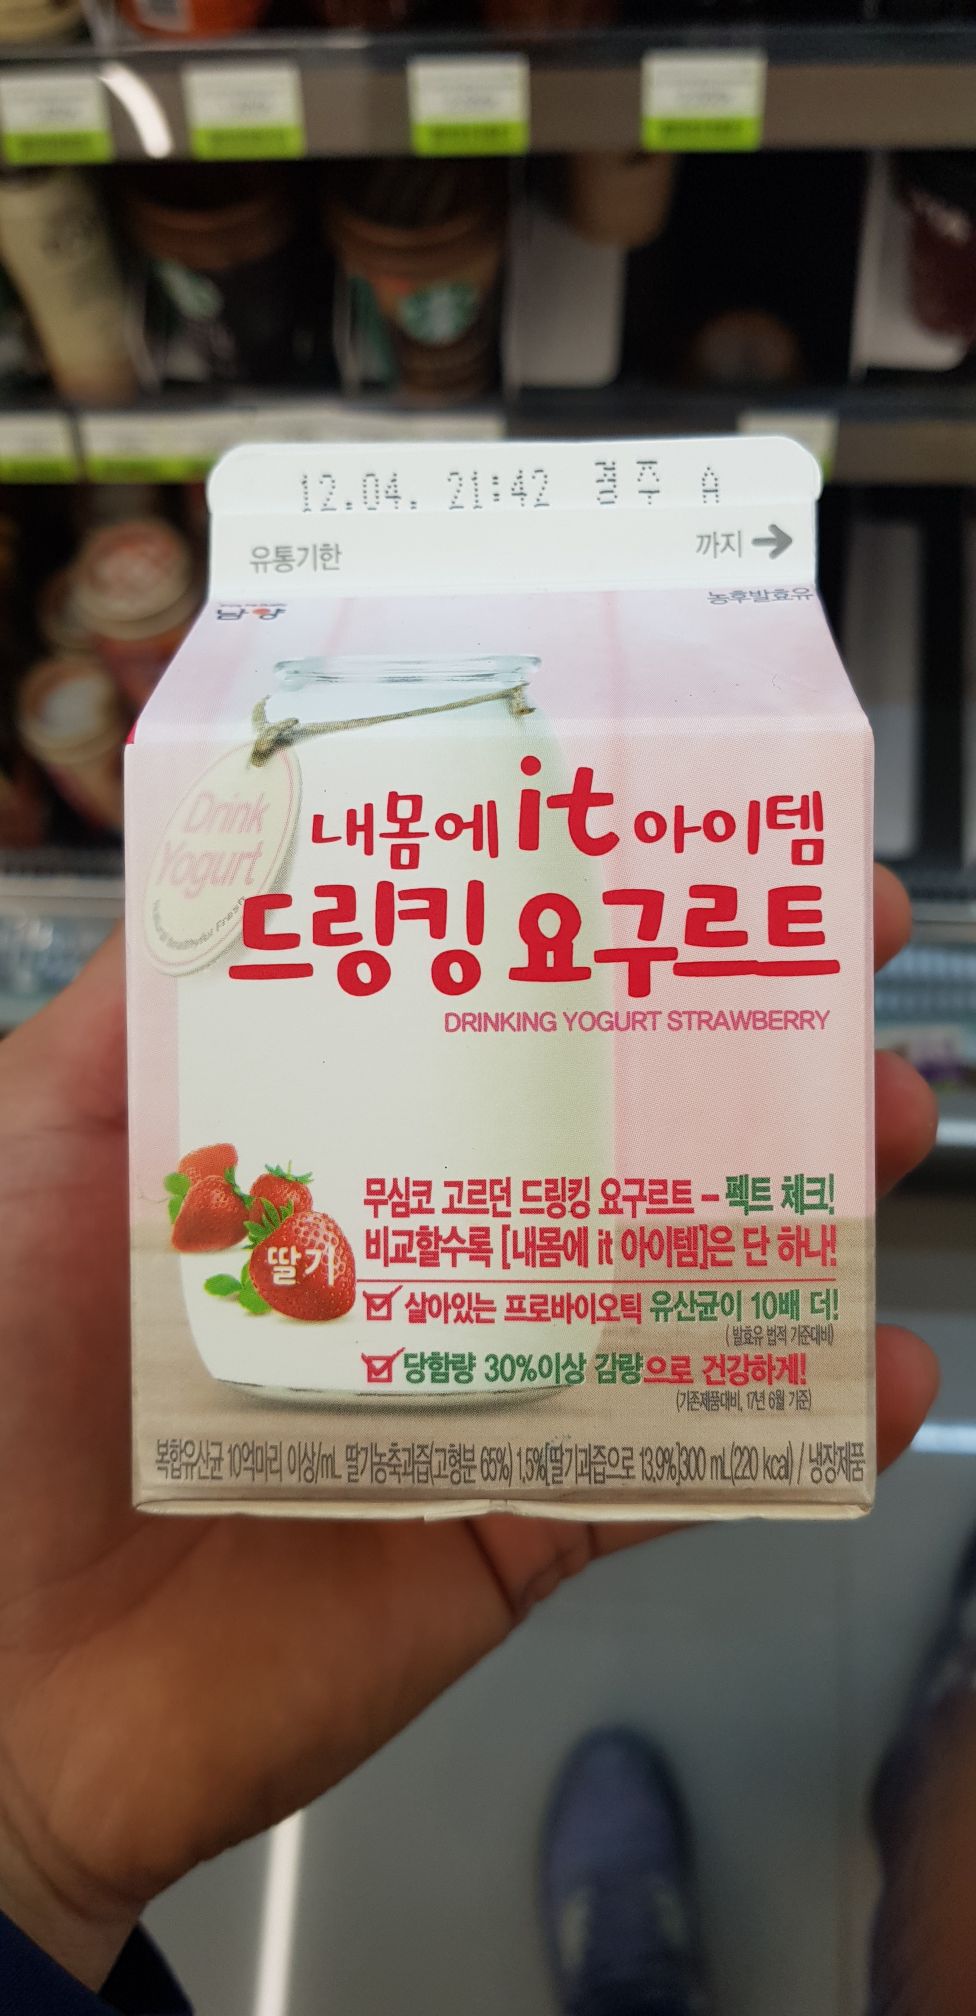 12.04. 21:42 경주 A
유통기한 까지 →
남양 농후발효유
Drink
Yogurt
내몸에 it 아이템
드링킹 요구르트
DRINKING YOGURT STRAWBERRY
무심코 고르던 드링킹 요구르트 - 펙트 체크!
비교할수록 [내몸에 it 아이템]은 단 하나!
딸기
살아있는 프로바이오틱 유산균이 10배 더!
(발효유 법적 기준대비)
당함량 30%이상 감량으로 건강하게!
(기존제품대비, 17년 6월 기준)
복합유산균 10억마리 이상/mL 딸기농축과즙(고형분 65%) 1.5%[딸기과즙으로 13.9%]300 mL(220 kcal) / 냉장제품